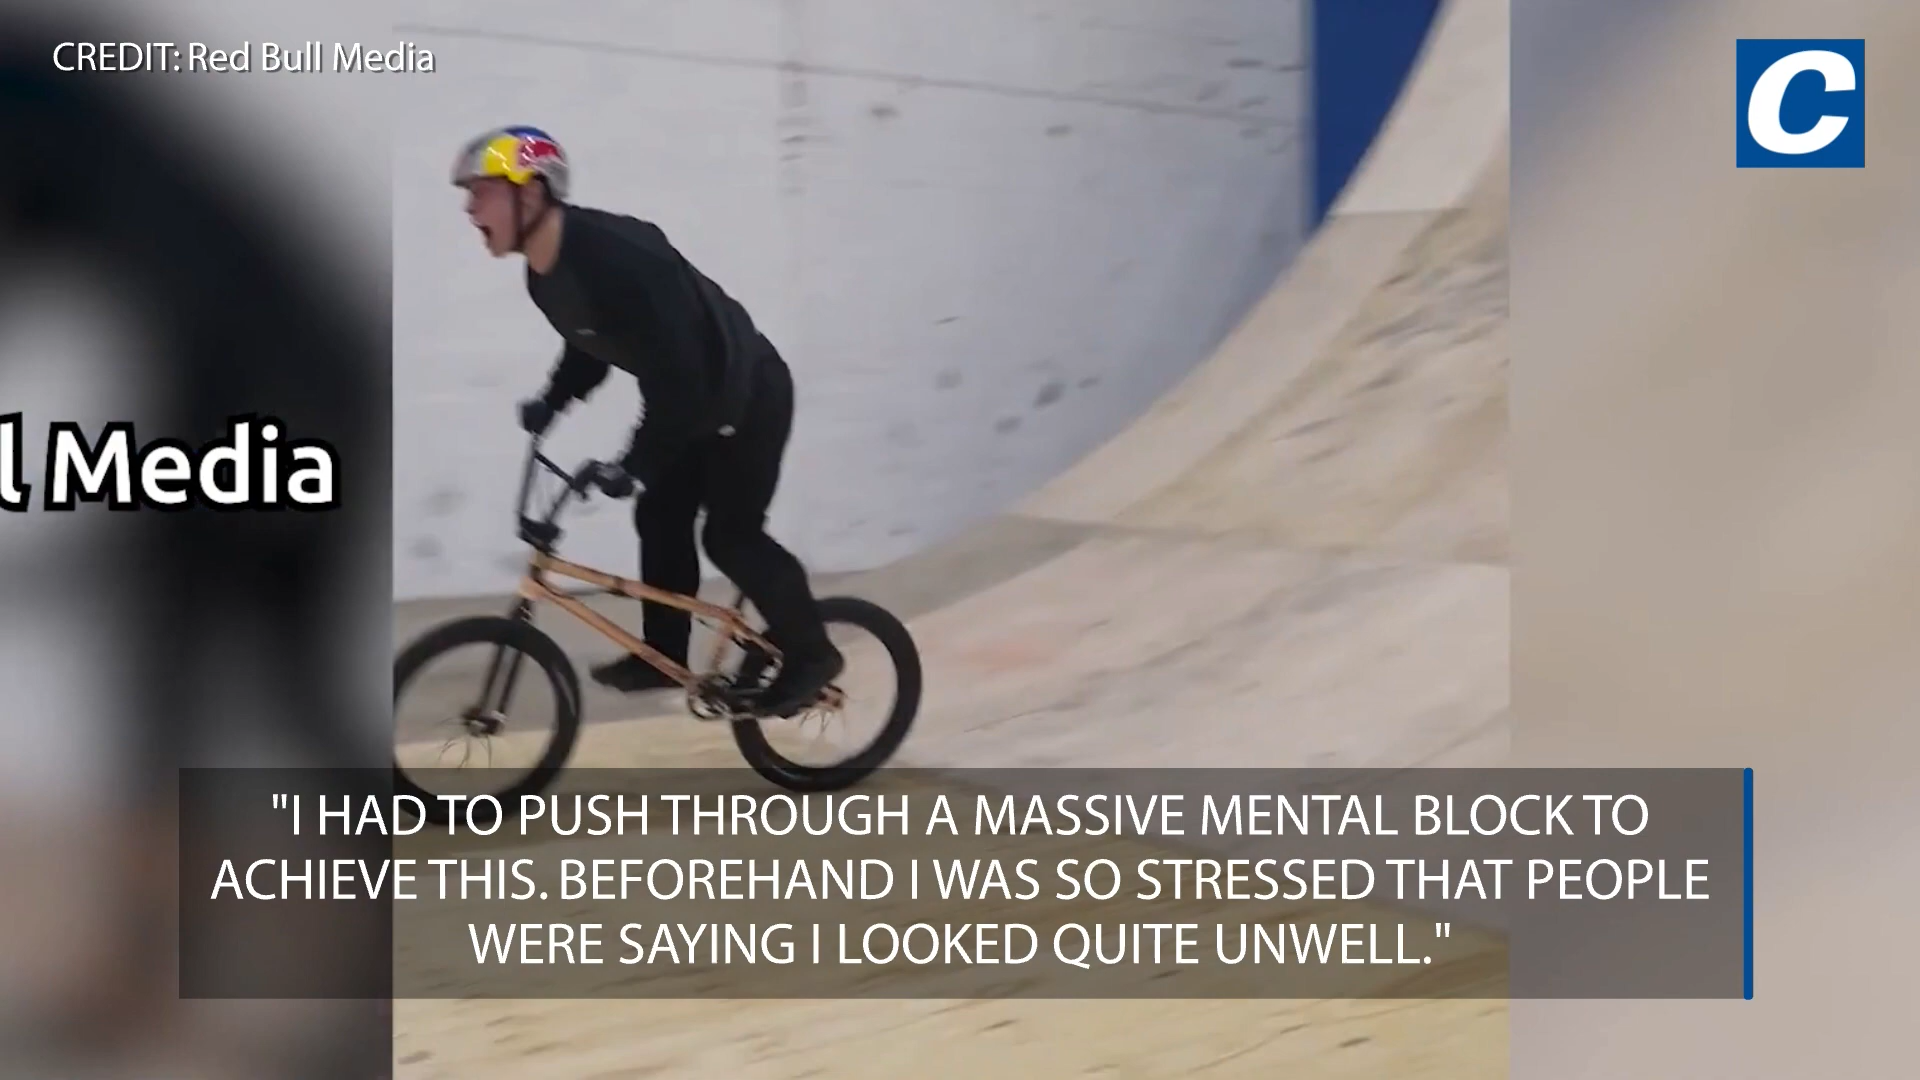 CREDIT: Red Bull Media
C
l Media
"I HAD TO PUSH THROUGH A MASSIVE MENTAL BLOCK TO
ACHIEVE THIS. BEFOREHAND I WAS SO STRESSED THAT PEOPLE
WERE SAYING I LOOKED QUITE UNWELL."